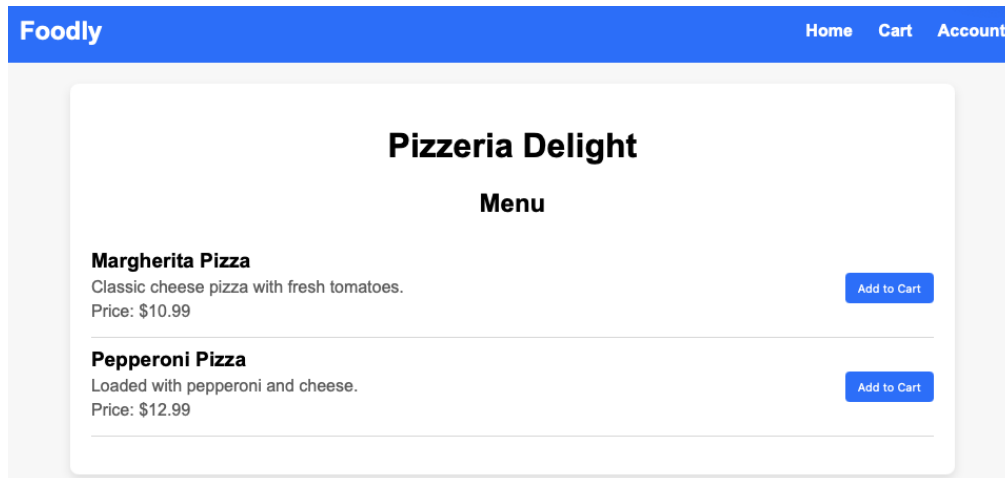 Foodly
Home Cart Account
Pizzeria Delight
Menu
Margherita Pizza
Classic cheese pizza with fresh tomatoes.
Price: $10.99
Add to Cart
Pepperoni Pizza
Loaded with pepperoni and cheese.
Price: $12.99
Add to Cart